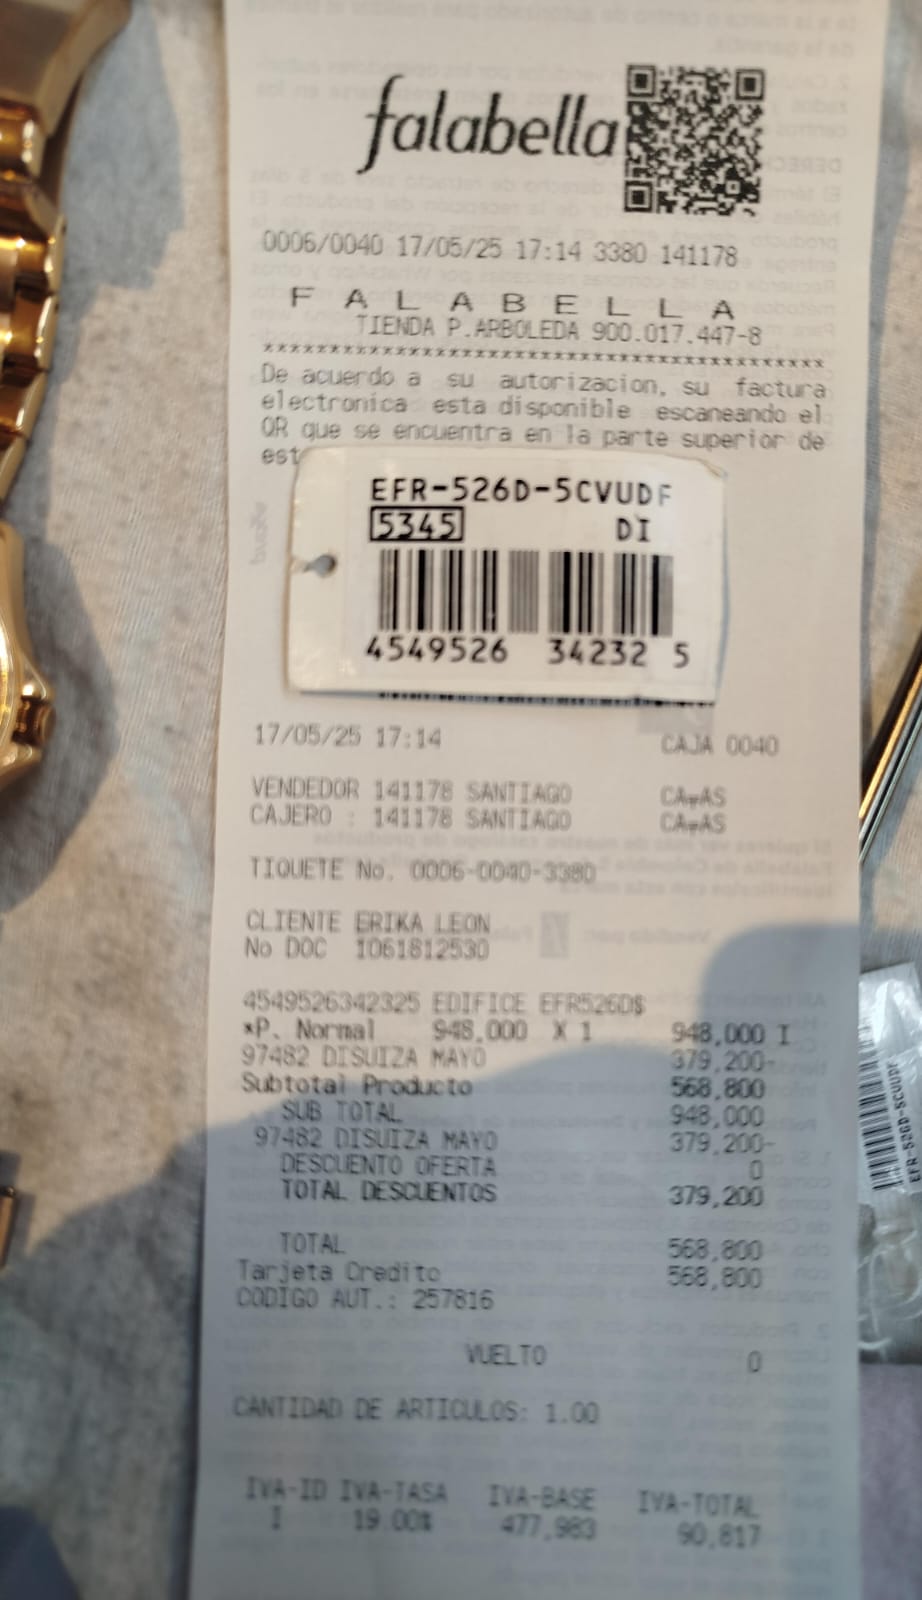 falabella
0006/0040 17/05/25 17:14 3380 141178
F A L A B E L L A
TIENDA P.ARBOLEDA 900.017.447-8
******************************************
De acuerdo a su autorizacion, su factura
electronica esta disponible escaneando el
QR que se encuentra en la parte superior de
est
EFR-526D-5CVUDF
5345 DI
4549526 34232 5
17/05/25 17:14 CAJA 0040
VENDEDOR 141178 SANTIAGO
CAJERO : 141178 SANTIAGO
TIQUETE No. 0006-0040-3380
CLIENTE ERIKA LEON
No DOC 1061812530
4549526342325 EDIFICE EFR526D$
*P. Normal 948,000 X 1 948,000 I
97482 DISUIZA MAYO 379,200-
Subtotal Producto 568,800
SUB TOTAL 948,000
97482 DISUIZA MAYO 379,200-
DESCUENTO OFERTA 0
TOTAL DESCUENTOS 379,200
TOTAL 568,800
Tarjeta Credito 568,800
CODIGO AUT.: 257816
VUELTO 0
CANTIDAD DE ARTICULOS: 1.00
IVA-ID IVA-TASA IVA-BASE IVA-TOTAL
I 19.00% 477,983 90,817
EFR-526D-5CVUDF